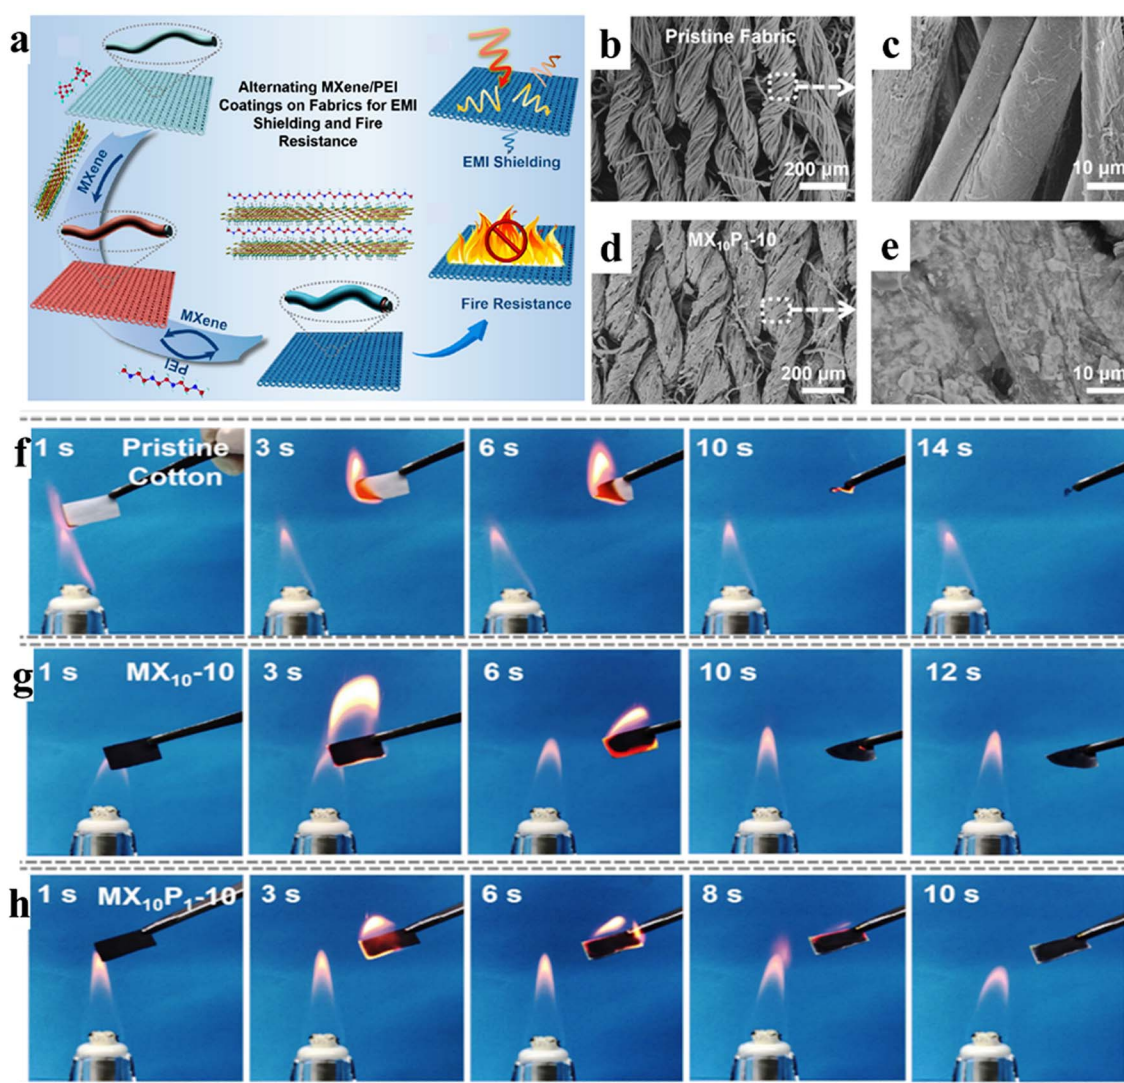 a
Alternating MXene/PEI
Coatings on Fabrics for EMI
Shielding and Fire
Resistance
MXene
EMI Shielding
MXene
PEI
Fire Resistance
b
Pristine Fabric
200 μm
c
10 μm
d
MX₁₀P₁-10
200 μm
e
10 μm
f
1 s
Pristine
Cotton
3 s
6 s
10 s
14 s
g
1 s
MX₁₀-10
3 s
6 s
10 s
12 s
h
1 s
MX₁₀P₁-10
3 s
6 s
8 s
10 s